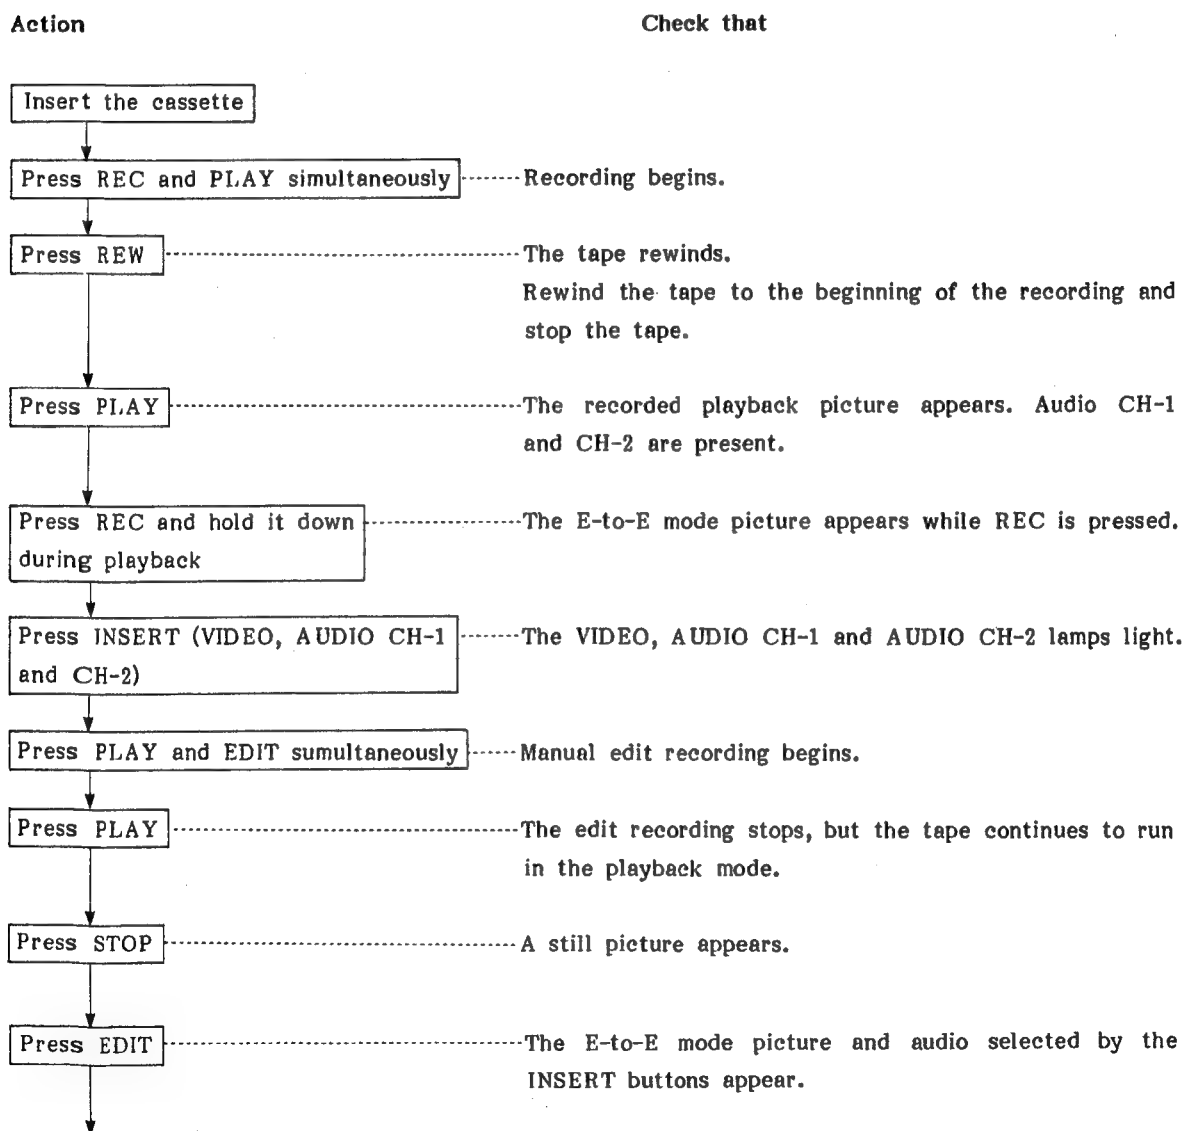 Action Check that
Insert the cassette
Press REC and PLAY simultaneously Recording begins.
Press REW The tape rewinds.
Rewind the tape to the beginning of the recording and
stop the tape.
Press PLAY The recorded playback picture appears. Audio CH-1
and CH-2 are present.
Press REC and hold it down The E-to-E mode picture appears while REC is pressed.
during playback
Press INSERT (VIDEO, AUDIO CH-1 The VIDEO, AUDIO CH-1 and AUDIO CH-2 lamps light.
and CH-2)
Press PLAY and EDIT sumultaneously Manual edit recording begins.
Press PLAY The edit recording stops, but the tape continues to run
in the playback mode.
Press STOP A still picture appears.
Press EDIT The E-to-E mode picture and audio selected by the
INSERT buttons appear.